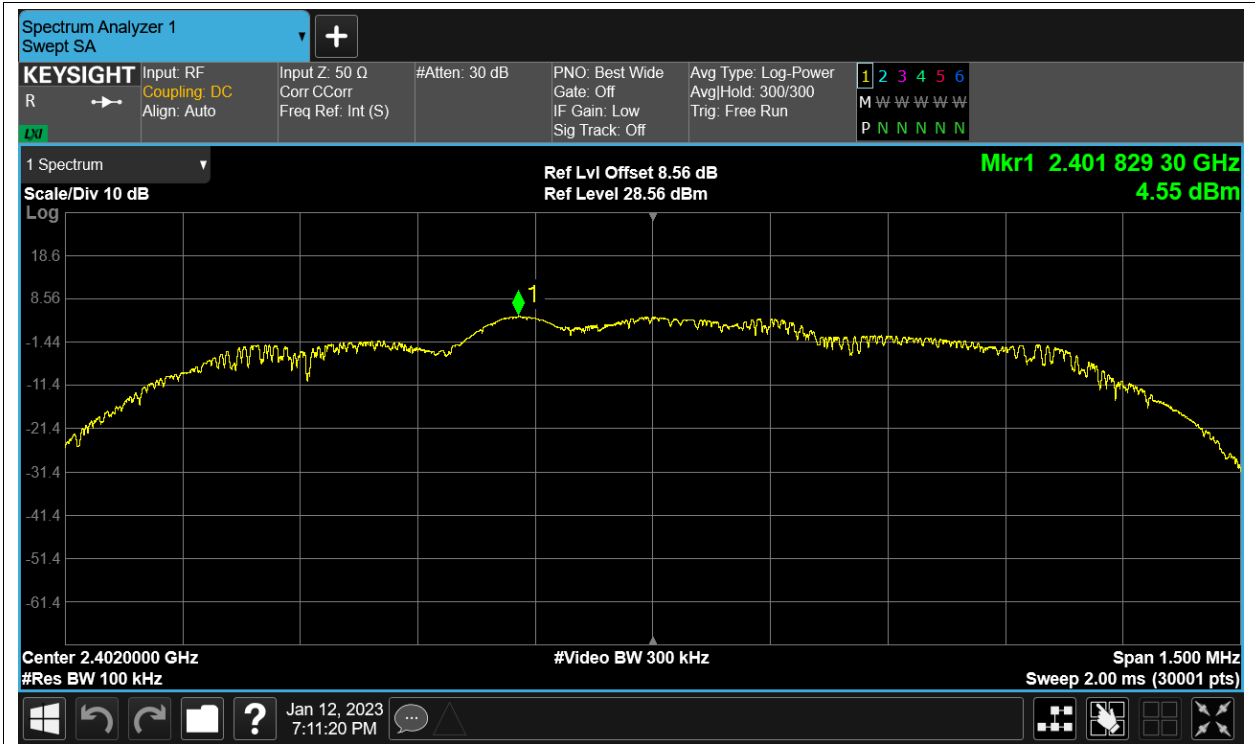 Spectrum Analyzer 1
Swept SA
KEYSIGHT
R
LXI
Input: RF
Coupling: DC
Align: Auto
Input Z: 50 Ω
Corr CCorr
Freq Ref: Int (S)
#Atten: 30 dB
PNO: Best Wide
Gate: Off
IF Gain: Low
Sig Track: Off
Avg Type: Log-Power
Avg|Hold: 300/300
Trig: Free Run
1 2 3 4 5 6
M W W W W W
P N N N N N
1 Spectrum
Scale/Div 10 dB
Log
Ref Lvl Offset 8.56 dB
Ref Level 28.56 dBm
Mkr1 2.401 829 30 GHz
4.55 dBm
18.6
8.56
1
-1.44
-11.4
-21.4
-31.4
-41.4
-51.4
-61.4
Center 2.4020000 GHz
#Video BW 300 kHz
Span 1.500 MHz
#Res BW 100 kHz
Sweep 2.00 ms (30001 pts)
?
Jan 12, 2023
7:11:20 PM